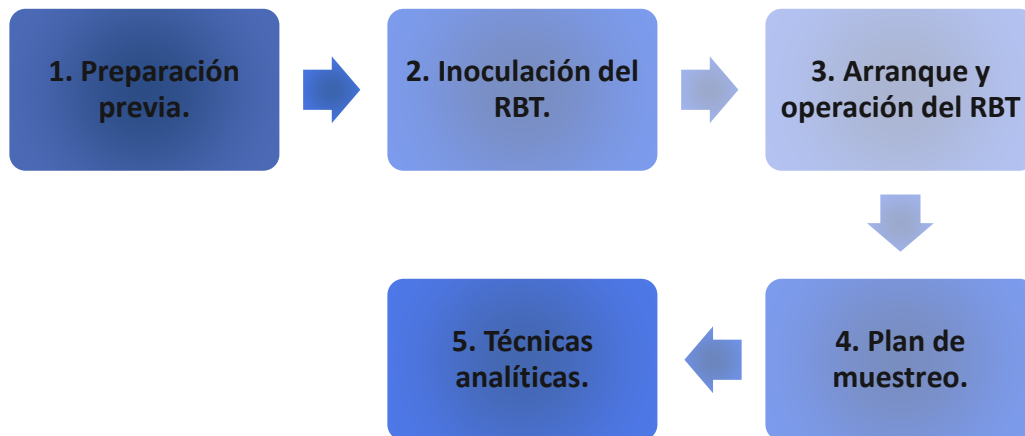 1. Preparación
previa.
2. Inoculación del
RBT.
3. Arranque y
operación del RBT
4. Plan de
muestreo.
5. Técnicas
analíticas.